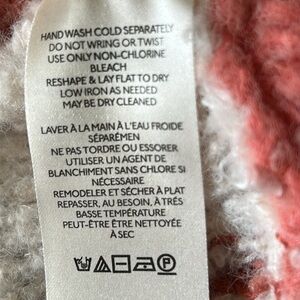 HAND WASH COLD SEPARATELY
DO NOT WRING OR TWIST
USE ONLY NON-CHLORINE
BLEACH
RESHAPE & LAY FLAT TO DRY
LOW IRON AS NEEDED
MAY BE DRY CLEANED
LAVER À LA MAIN À L'EAU FROIDE
SÉPARÉMEN
NE PAS TORDRE OU ESSORER
UTILISER UN AGENT DE
BLANCHIMENT SANS CHLORE SI
NÉCESSAIRE
REMODELER ET SÉCHER À PLAT
REPASSER, AU BESOIN, À TRÈS
BASSE TEMPÉRATURE
PEUT-ÊTRE ÊTRE NETTOYÉE
À SEC